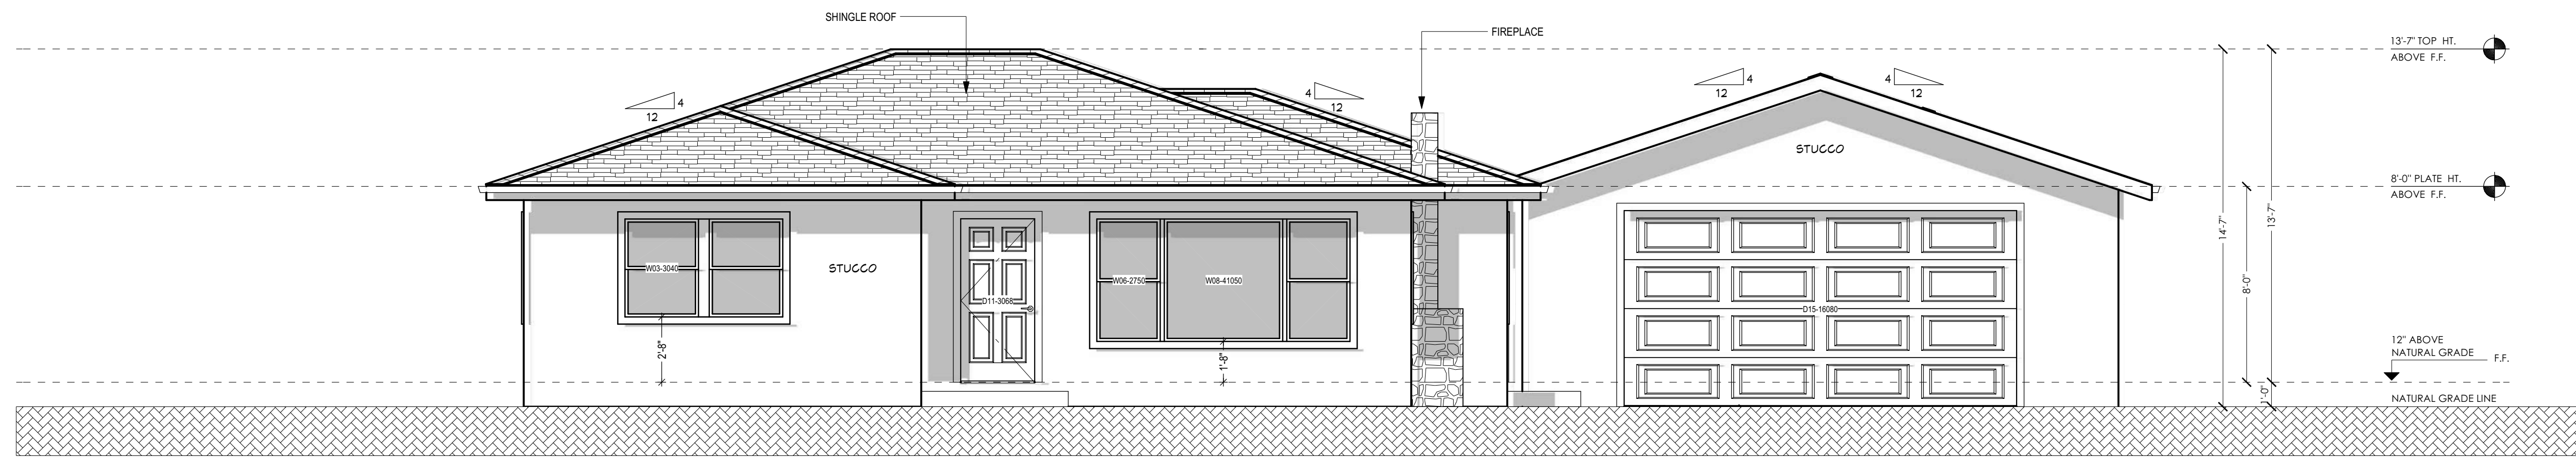 SHINGLE ROOF
FIREPLACE
13'-7" TOP HT.
ABOVE F.F.
4
12
4
12
4
12
4
12
STUCCO
8'-0" PLATE HT.
ABOVE F.F.
14'-7"
8'-0"
13'-7"
W03-3040
STUCCO
D11-3068
W06-2750
W08-41050
D15-16080
2'-8"
1'-8"
12" ABOVE
NATURAL GRADE
F.F.
1'-0"
NATURAL GRADE LINE